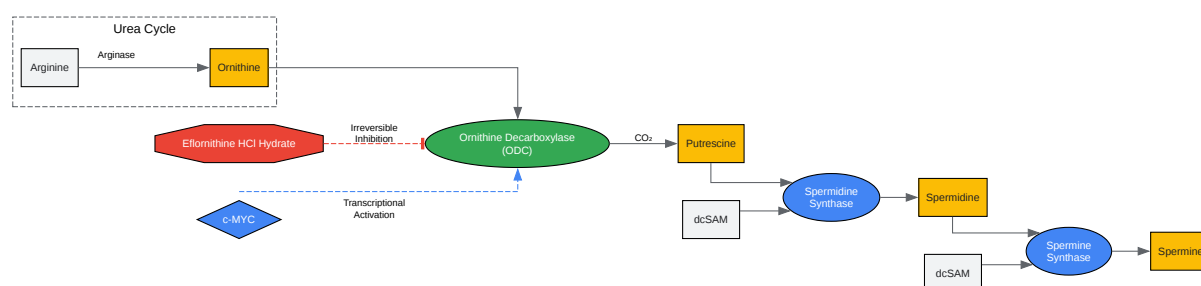 Urea Cycle
Arginine
Arginase
Ornithine
Eflornithine HCl Hydrate
Irreversible
Inhibition
Ornithine Decarboxylase
(ODC)
CO₂
Putrescine
c-MYC
Transcriptional
Activation
dcSAM
Spermidine
Synthase
Spermidine
dcSAM
Spermine
Synthase
Spermine